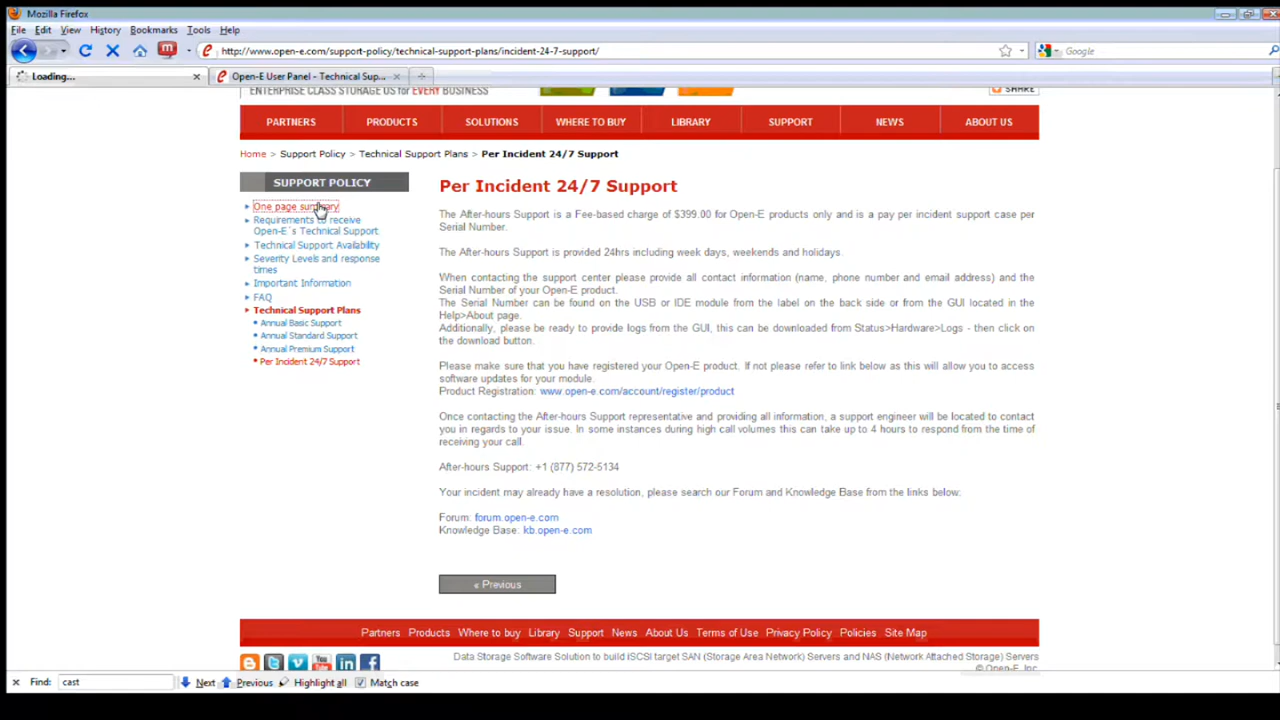 Mozilla Firefox
File Edit View History Bookmarks Tools Help
http://www.open-e.com/support-policy/technical-support-plans/incident-24-7-support/
Google
Loading...
Open-E User Panel - Technical Sup...
ENTERPRISE CLASS STORAGE OS for EVERY BUSINESS
SHARE
PARTNERS PRODUCTS SOLUTIONS WHERE TO BUY LIBRARY SUPPORT NEWS ABOUT US
Home > Support Policy > Technical Support Plans > Per Incident 24/7 Support
SUPPORT POLICY
One page summary
Requirements to receive
Open-E´s Technical Support
Technical Support Availability
Severity Levels and response
times
Important Information
FAQ
Technical Support Plans
Annual Basic Support
Annual Standard Support
Annual Premium Support
Per Incident 24/7 Support
Per Incident 24/7 Support
The After-hours Support is a Fee-based charge of $399.00 for Open-E products only and is a pay per incident support case per
Serial Number.
The After-hours Support is provided 24hrs including week days, weekends and holidays.
When contacting the support center please provide all contact information (name, phone number and email address) and the
Serial Number of your Open-E product.
The Serial Number can be found on the USB or IDE module from the label on the back side or from the GUI located in the
Help>About page.
Additionally, please be ready to provide logs from the GUI, this can be downloaded from Status>Hardware>Logs - then click on
the download button.
Please make sure that you have registered your Open-E product. If not please refer to link below as this will allow you to access
software updates for your module.
Product Registration: www.open-e.com/account/register/product
Once contacting the After-hours Support representative and providing all information, a support engineer will be located to contact
you in regards to your issue. In some instances during high call volumes this can take up to 4 hours to respond from the time of
receiving your call.
After-hours Support: +1 (877) 572-5134
Your incident may already have a resolution, please search our Forum and Knowledge Base from the links below:
Forum: forum.open-e.com
Knowledge Base: kb.open-e.com
« Previous
Partners Products Where to buy Library Support News About Us Terms of Use Privacy Policy Policies Site Map
Data Storage Software Solution to build iSCSI target SAN (Storage Area Network) Servers and NAS (Network Attached Storage) Servers
© Open-E, Inc.
Find: cast Next Previous Highlight all Match case